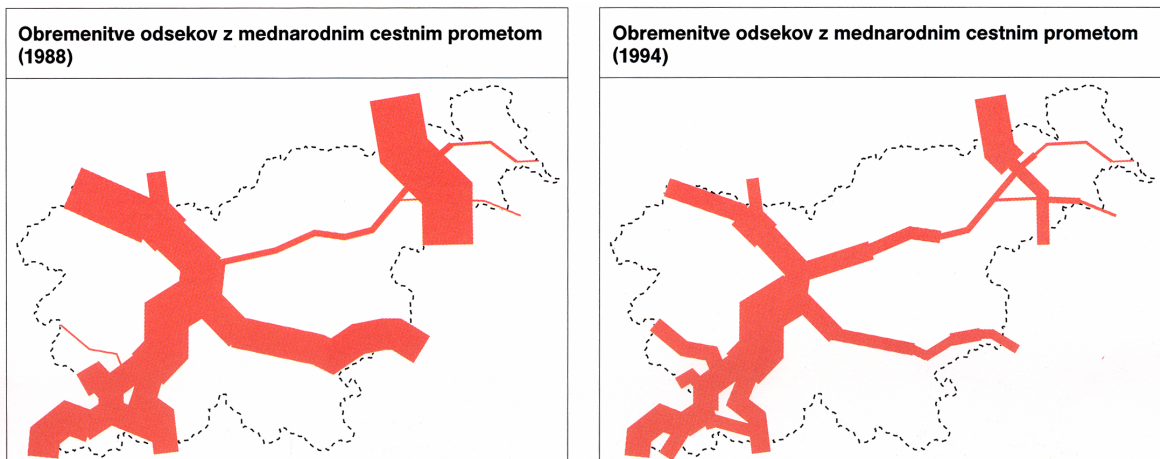 Obremenitve odsekov z mednarodnim cestnim prometom
(1988)
Obremenitve odsekov z mednarodnim cestnim prometom
(1994)